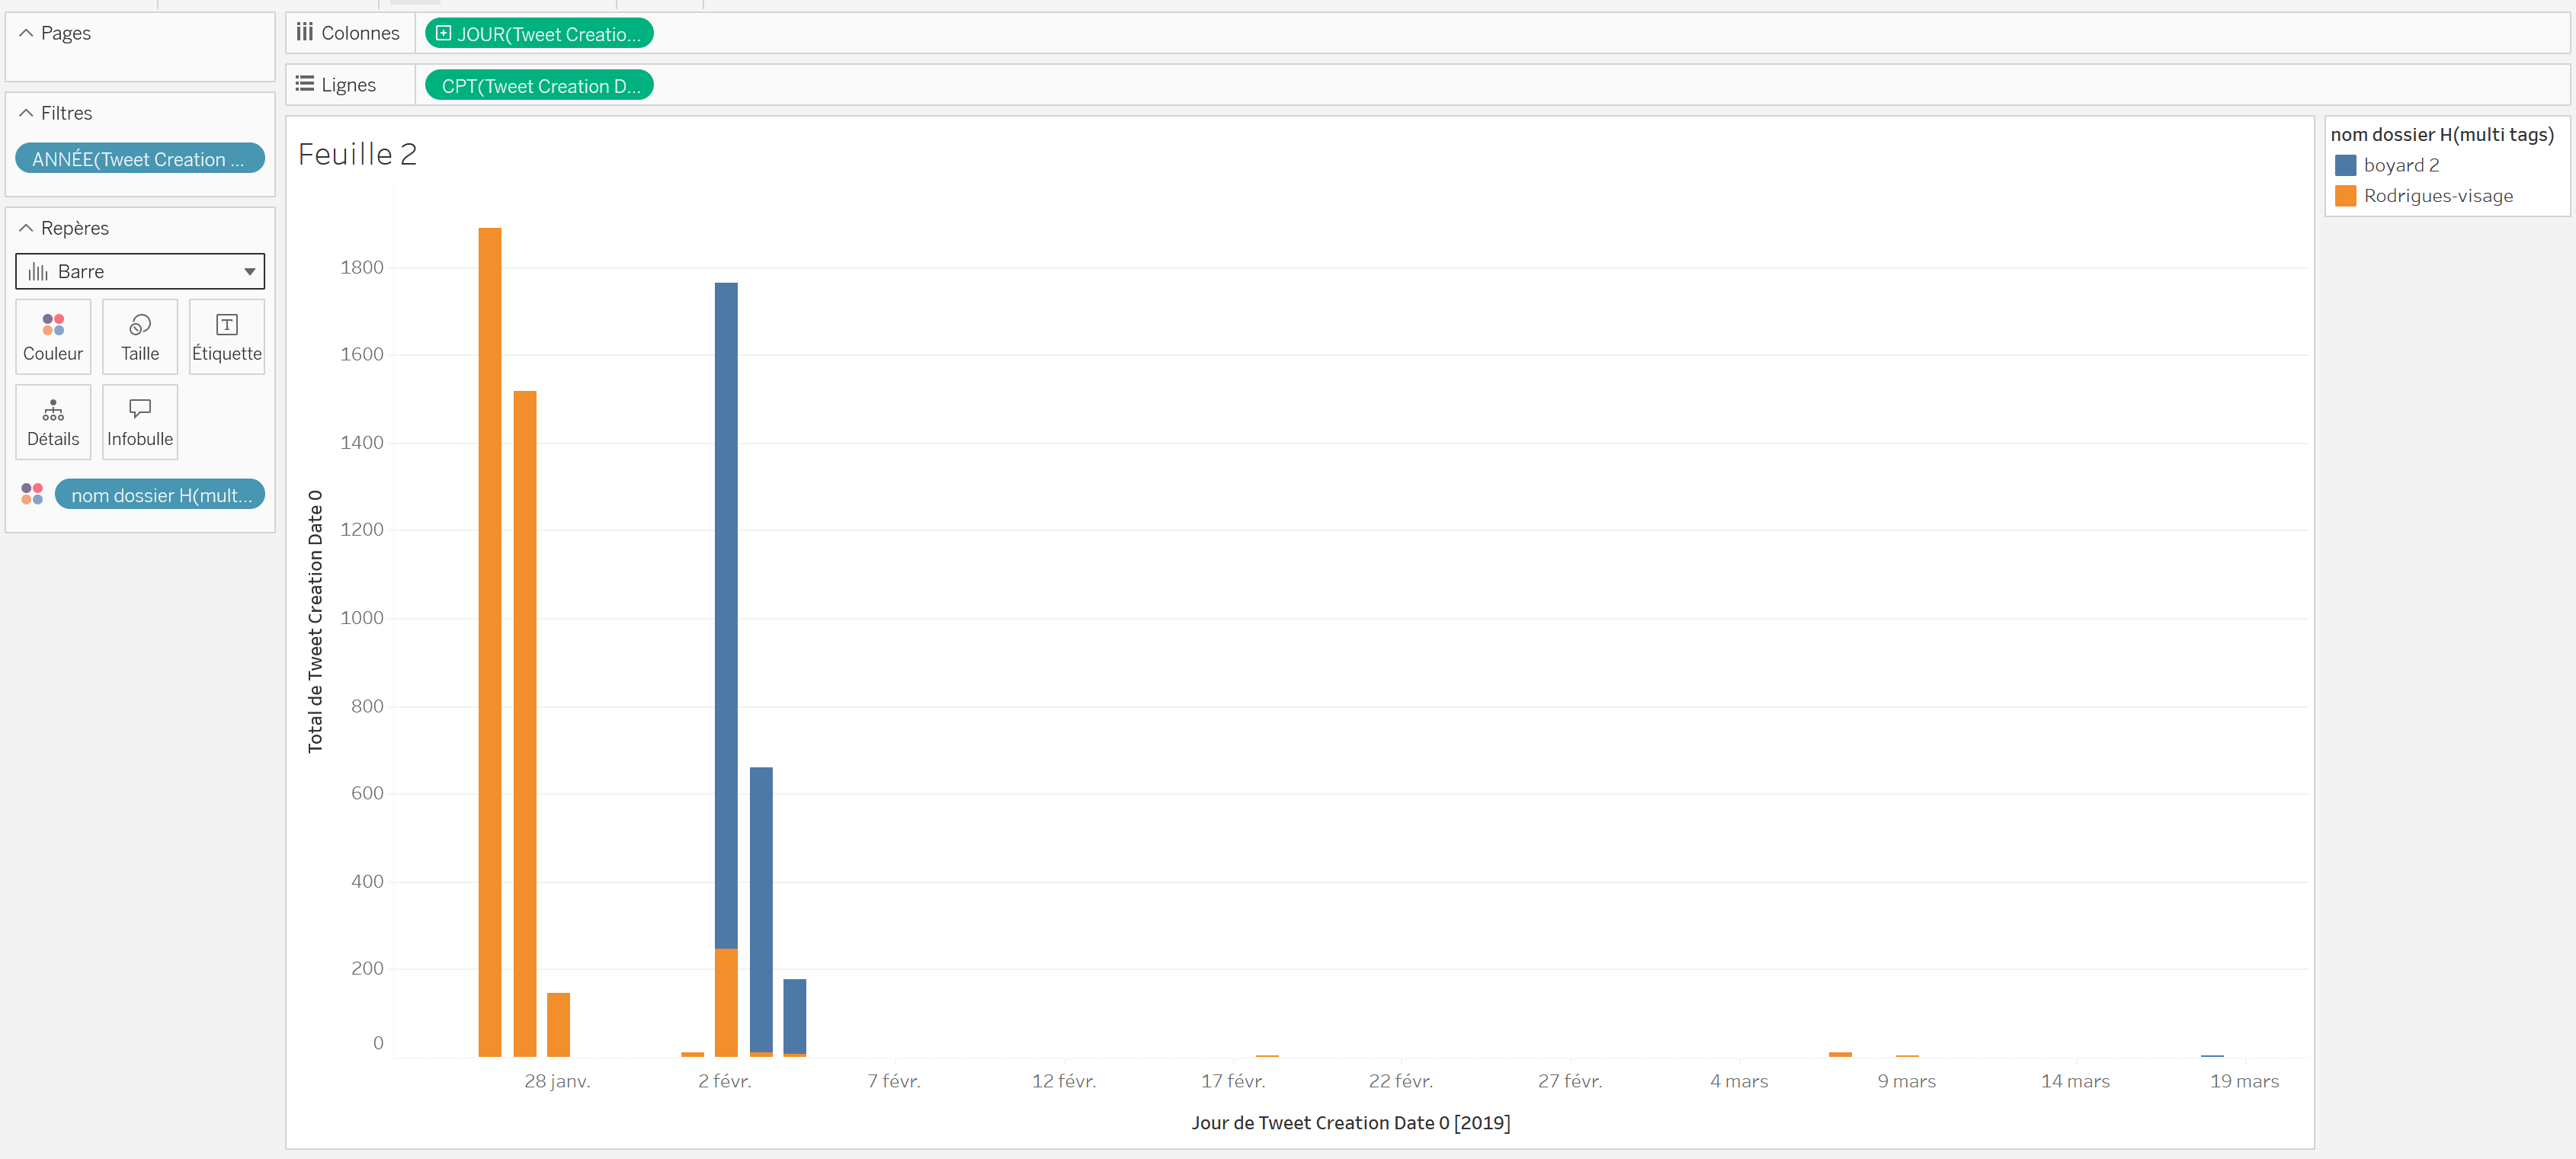 Pages
Filtres
ANNÉE(Tweet Creation ...
Repères
Barre
Couleur
Taille
Étiquette
Détails
Infobulle
nom dossier H(mult...
Colonnes
JOUR(Tweet Creatio...
Lignes
CPT(Tweet Creation D...
Feuille 2
Total de Tweet Creation Date 0
1800
1600
1400
1200
1000
800
600
400
200
0
28 janv.
2 févr.
7 févr.
12 févr.
17 févr.
22 févr.
27 févr.
4 mars
9 mars
14 mars
19 mars
Jour de Tweet Creation Date 0 [2019]
nom dossier H(multi tags)
boyard 2
Rodrigues-visage